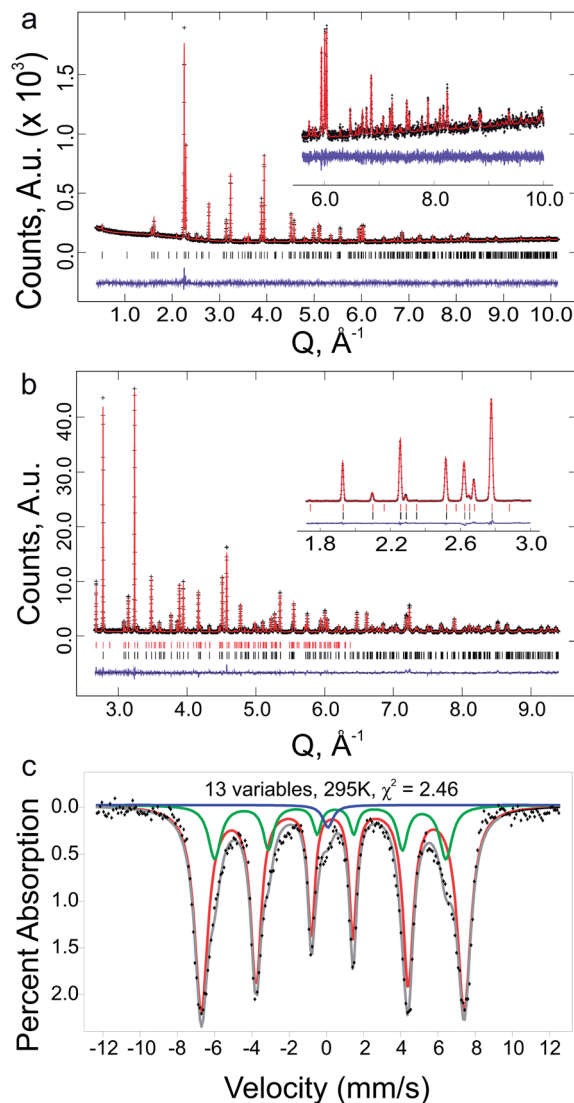 a
Counts, A.u. (x 10³)
1.5
1.0
0.5
0.0
6.0 8.0 10.0
1.0 2.0 3.0 4.0 5.0 6.0 7.0 8.0 9.0 10.0
Q, Å⁻¹
b
Counts, A.u.
40.0
30.0
20.0
10.0
0.0
1.8 2.2 2.6 3.0
3.0 4.0 5.0 6.0 7.0 8.0 9.0
Q, Å⁻¹
c
13 variables, 295K, χ² = 2.46
Percent Absorption
0.0
0.5
1.0
1.5
2.0
-12 -10 -8 -6 -4 -2 0 2 4 6 8 10 12
Velocity (mm/s)